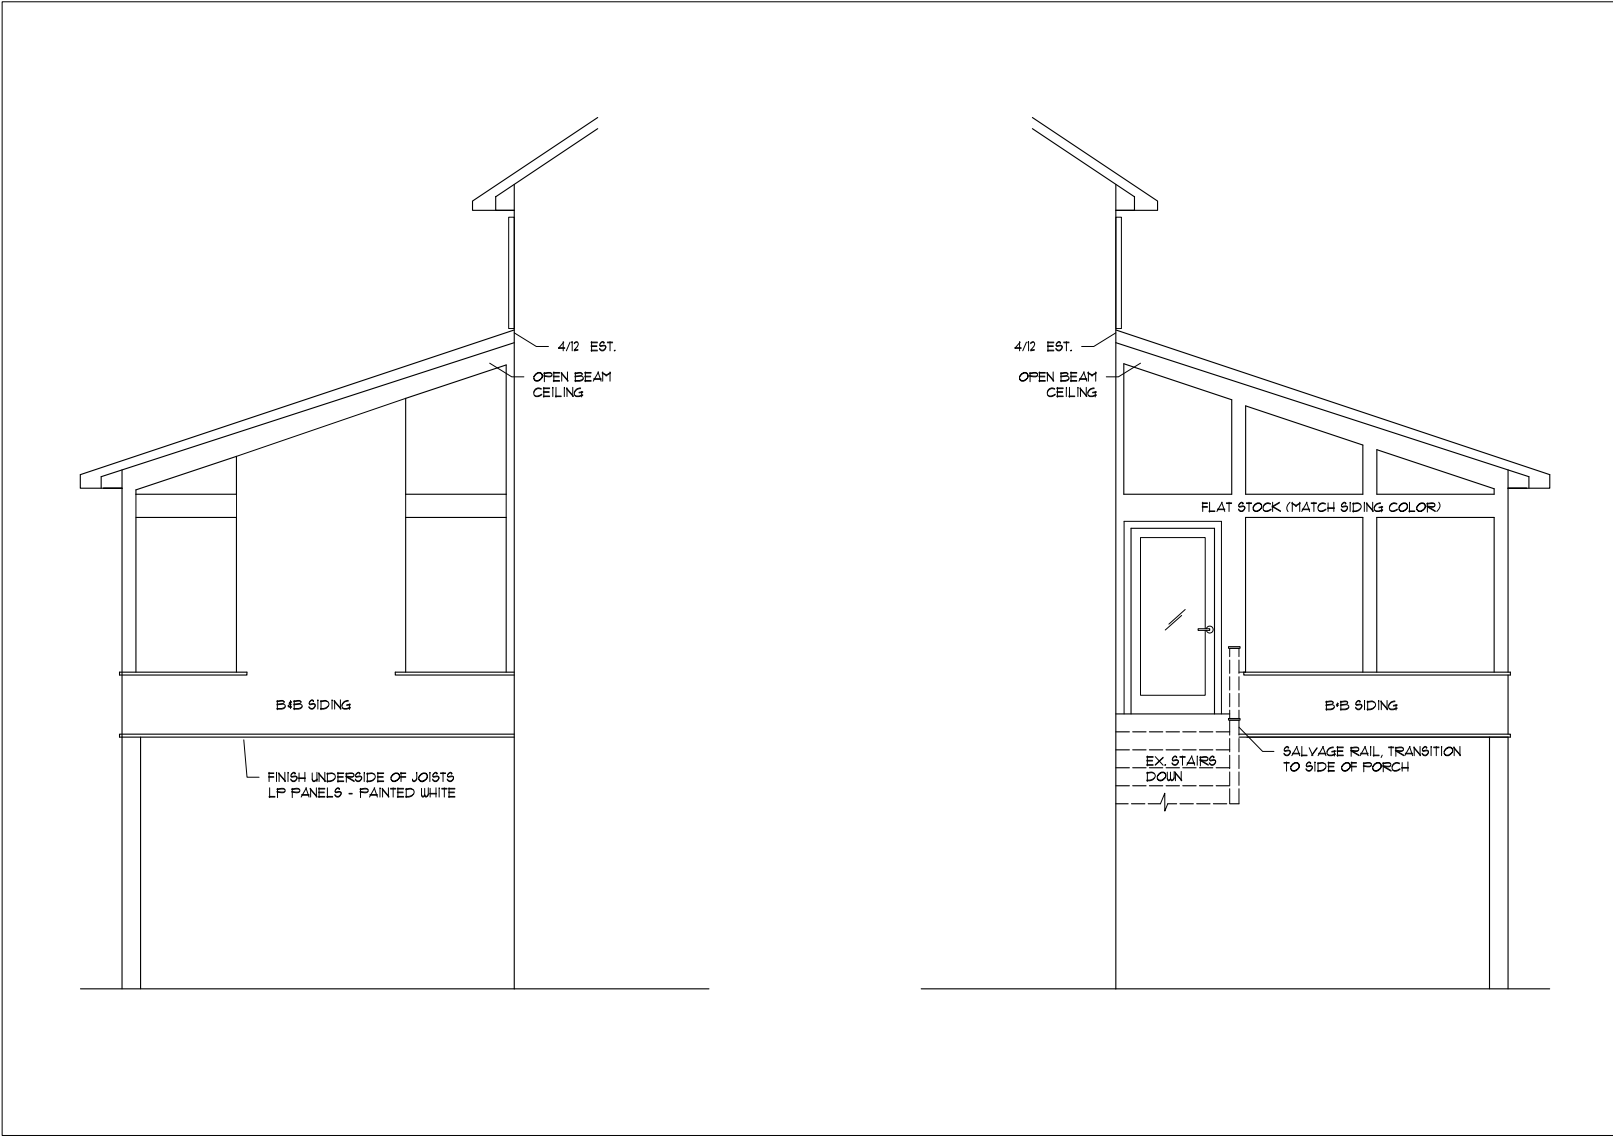 4/12 EST.
OPEN BEAM
CEILING
B&B SIDING
FINISH UNDERSIDE OF JOISTS
LP PANELS - PAINTED WHITE
4/12 EST.
OPEN BEAM
CEILING
FLAT STOCK (MATCH SIDING COLOR)
B&B SIDING
SALVAGE RAIL, TRANSITION
TO SIDE OF PORCH
EX. STAIRS
DOWN